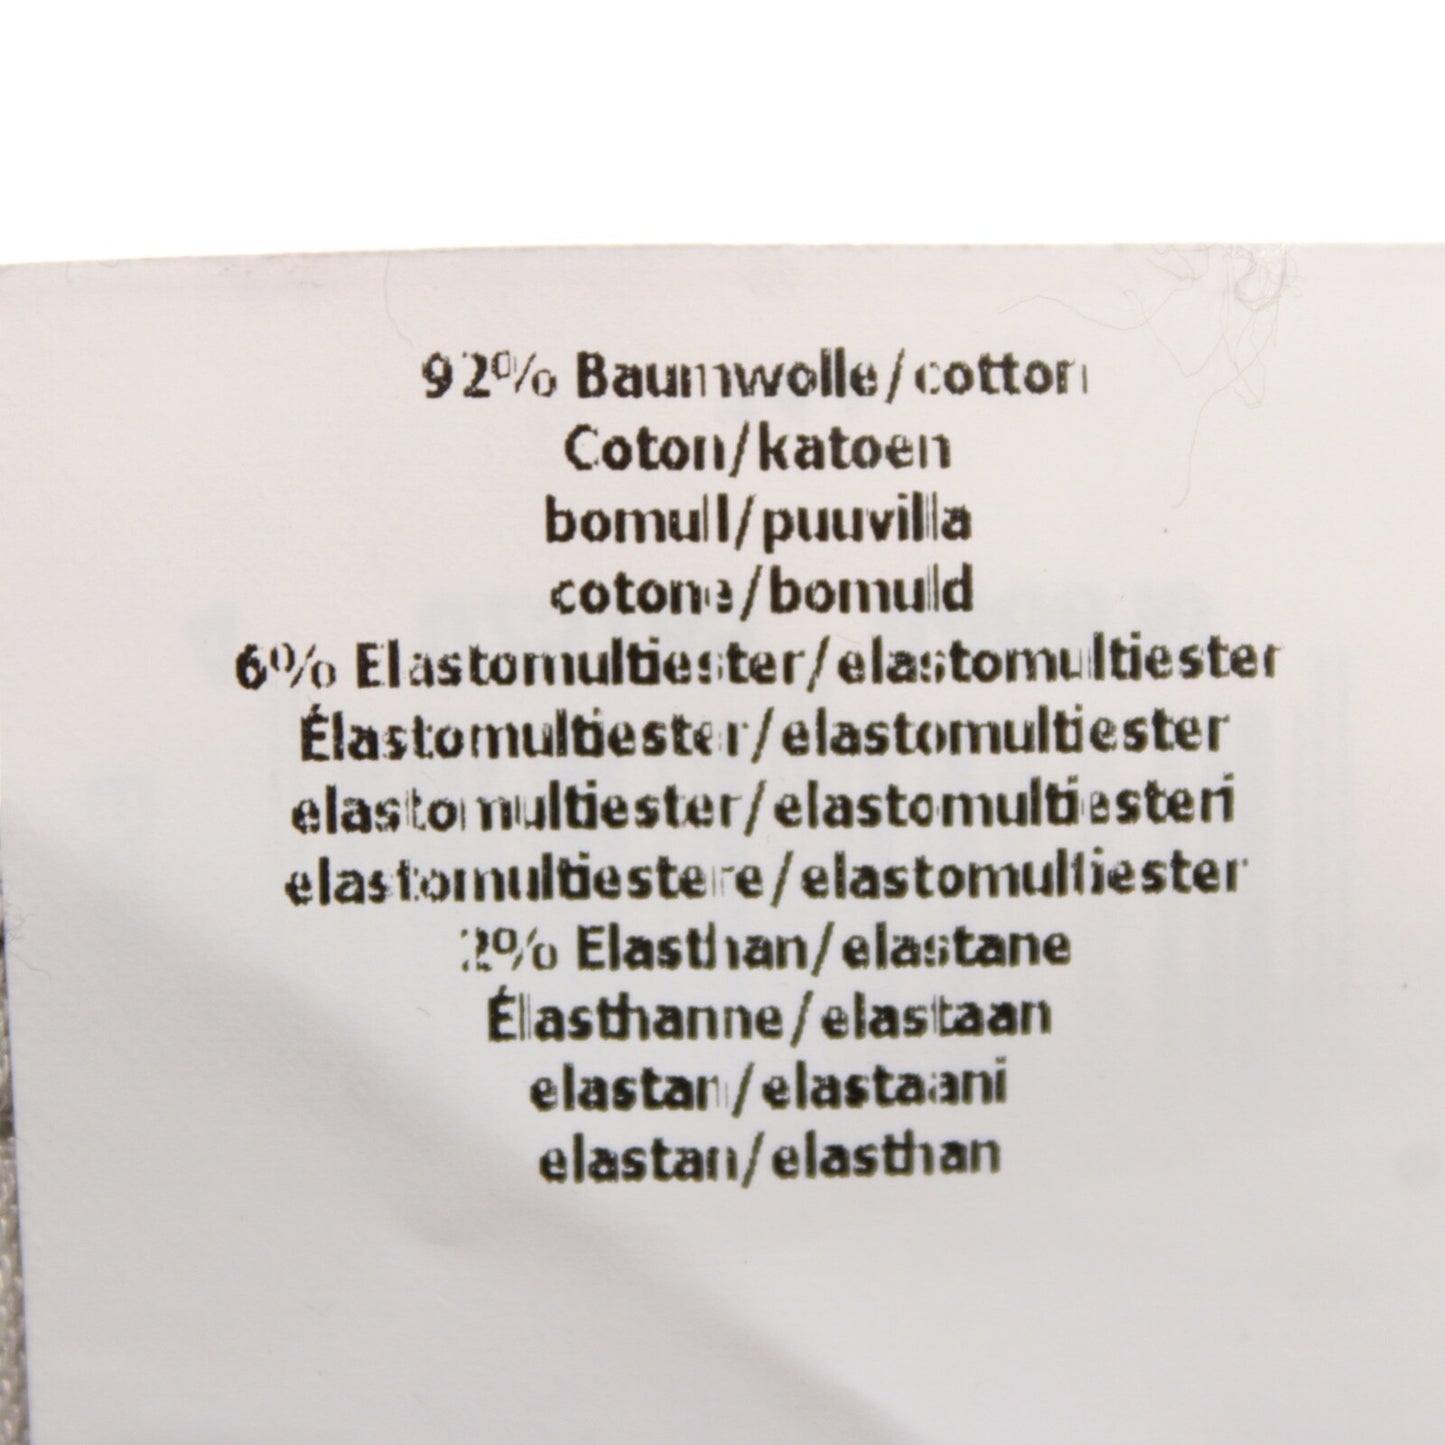 92% Baumwolle/cotton
Coton/katoen
bomull/puuvilla
cotone/bomuld
6% Elastomultiester/elastomultiester
Élastomultiester/elastomultiester
elastomultiester/elastomultiesteri
elastomultiestere/elastomultiester
2% Elasthan/elastane
Élasthanne/elastaan
elastan/elastaani
elastan/elasthan